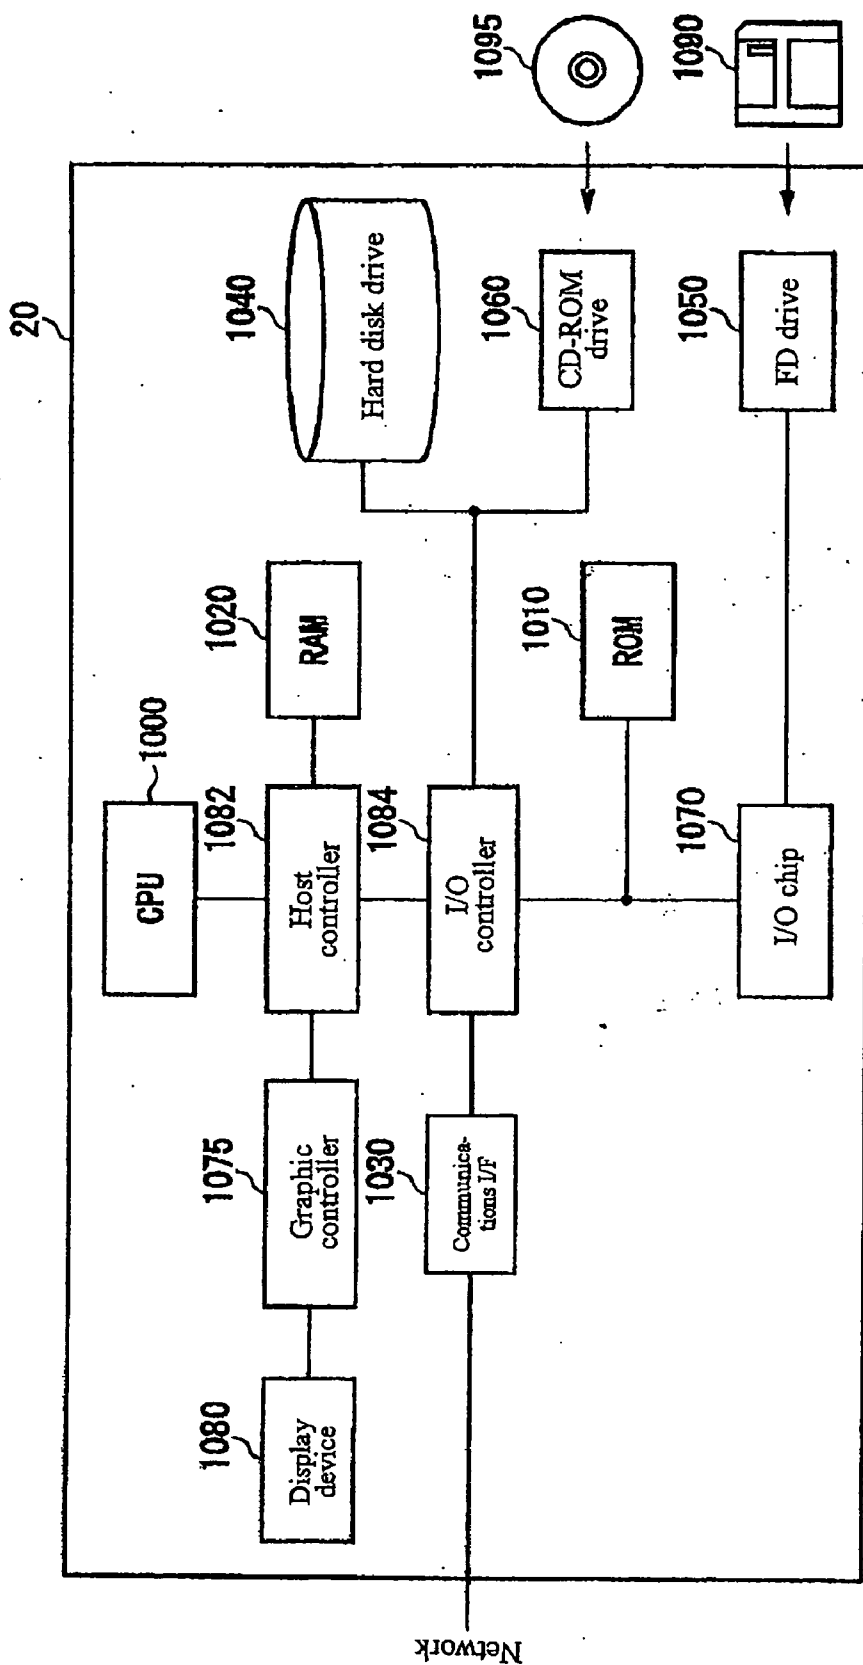 20
1000
CPU
1080
Display
device
1075
Graphic
controller
1082
Host
controller
1020
RAM
1040
Hard disk drive
1030
Communica-
tions I/F
1084
I/O
controller
1010
ROM
1060
CD-ROM
drive
1095
1070
I/O chip
1050
FD drive
1090
Network